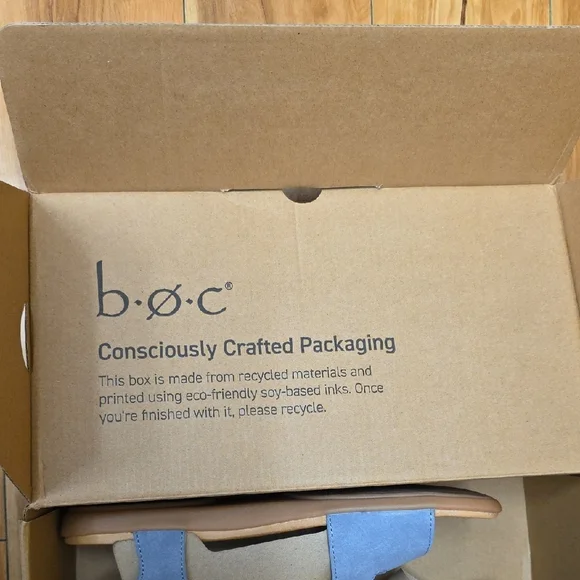 b·ø·c®
Consciously Crafted Packaging
This box is made from recycled materials and
printed using eco-friendly soy-based inks. Once
you're finished with it, please recycle.